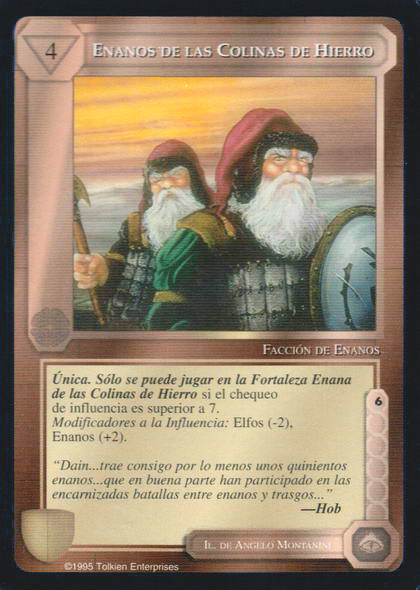 4
ENANOS DE LAS COLINAS DE HIERRO
FACCIÓN DE ENANOS
Única. Sólo se puede jugar en la Fortaleza Enana
de las Colinas de Hierro si el chequeo
de influencia es superior a 7.
Modificadores a la Influencia: Elfos (-2),
Enanos (+2).
6
“Dain...trae consigo por lo menos unos quinientos
enanos...que en buena parte han participado en las
encarnizadas batallas entre enanos y trasgos...”
—Hob
IL. DE ANGELO MONTANINI
©1995 Tolkien Enterprises